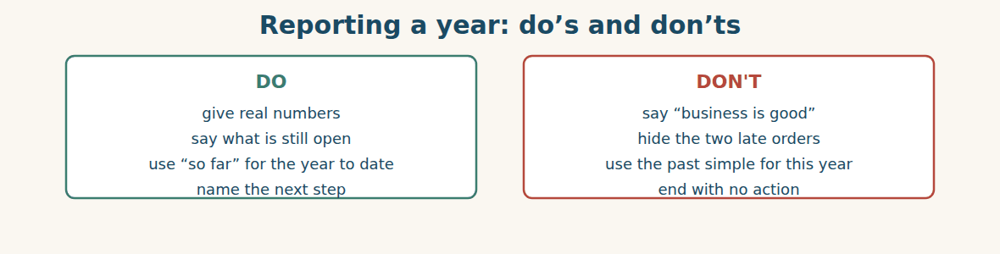 Reporting a year: do’s and don’ts
DO
give real numbers
say what is still open
use “so far” for the year to date
name the next step
DON'T
say “business is good”
hide the two late orders
use the past simple for this year
end with no action